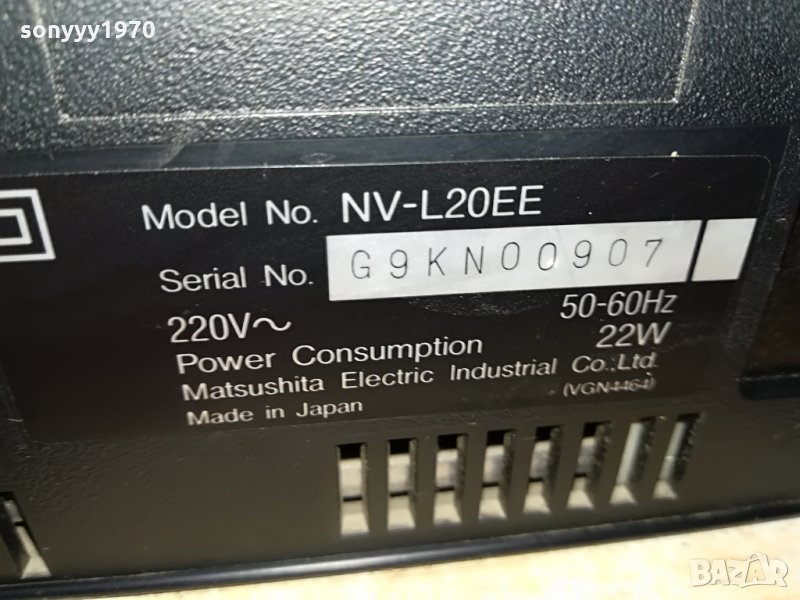 sonyyy1970
Model No. NV-L20EE
Serial No. G9KN00907
220V～ 50-60Hz
Power Consumption 22W
Matsushita Electric Industrial Co.,Ltd.
Made in Japan (VGN4464)
BAZAR